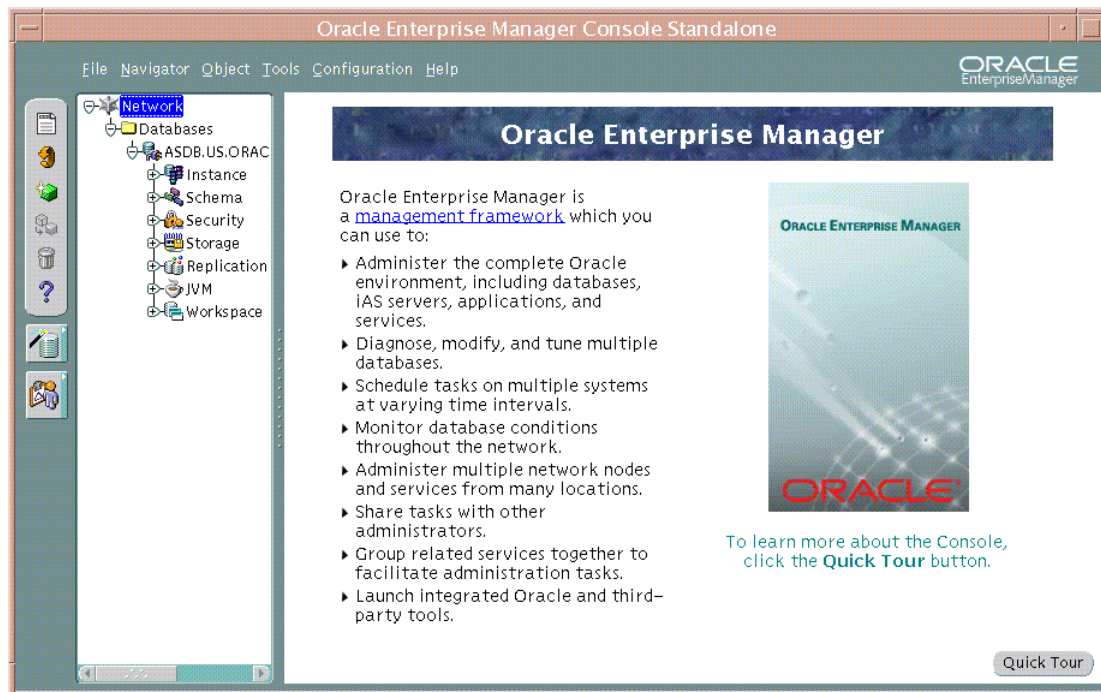 Oracle Enterprise Manager Console Standalone
File Navigator Object Tools Configuration Help
ORACLE
EnterpriseManager
Network
Databases
ASDB.US.ORAC
Instance
Schema
Security
Storage
Replication
JVM
Workspace
Oracle Enterprise Manager
Oracle Enterprise Manager is
a management framework which you
can use to:
Administer the complete Oracle
environment, including databases,
iAS servers, applications, and
services.
Diagnose, modify, and tune multiple
databases.
Schedule tasks on multiple systems
at varying time intervals.
Monitor database conditions
throughout the network.
Administer multiple network nodes
and services from many locations.
Share tasks with other
administrators.
Group related services together to
facilitate administration tasks.
Launch integrated Oracle and third-
party tools.
ORACLE ENTERPRISE MANAGER
ORACLE
To learn more about the Console,
click the Quick Tour button.
Quick Tour